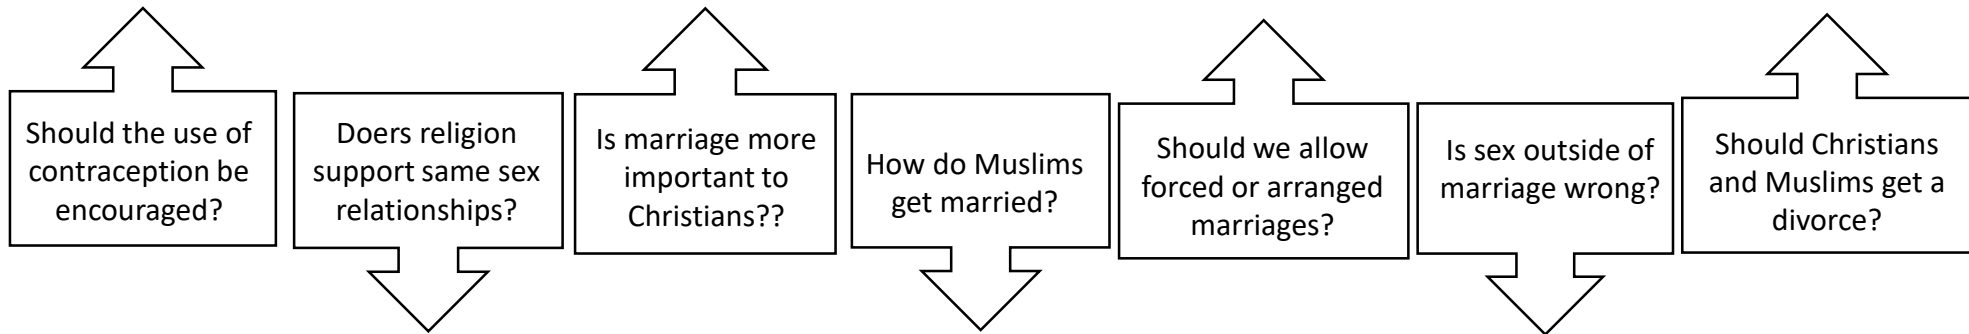 Should the use of
contraception be
encouraged?
Doers religion
support same sex
relationships?
Is marriage more
important to
Christians??
How do Muslims
get married?
Should we allow
forced or arranged
marriages?
Is sex outside of
marriage wrong?
Should Christians
and Muslims get a
divorce?